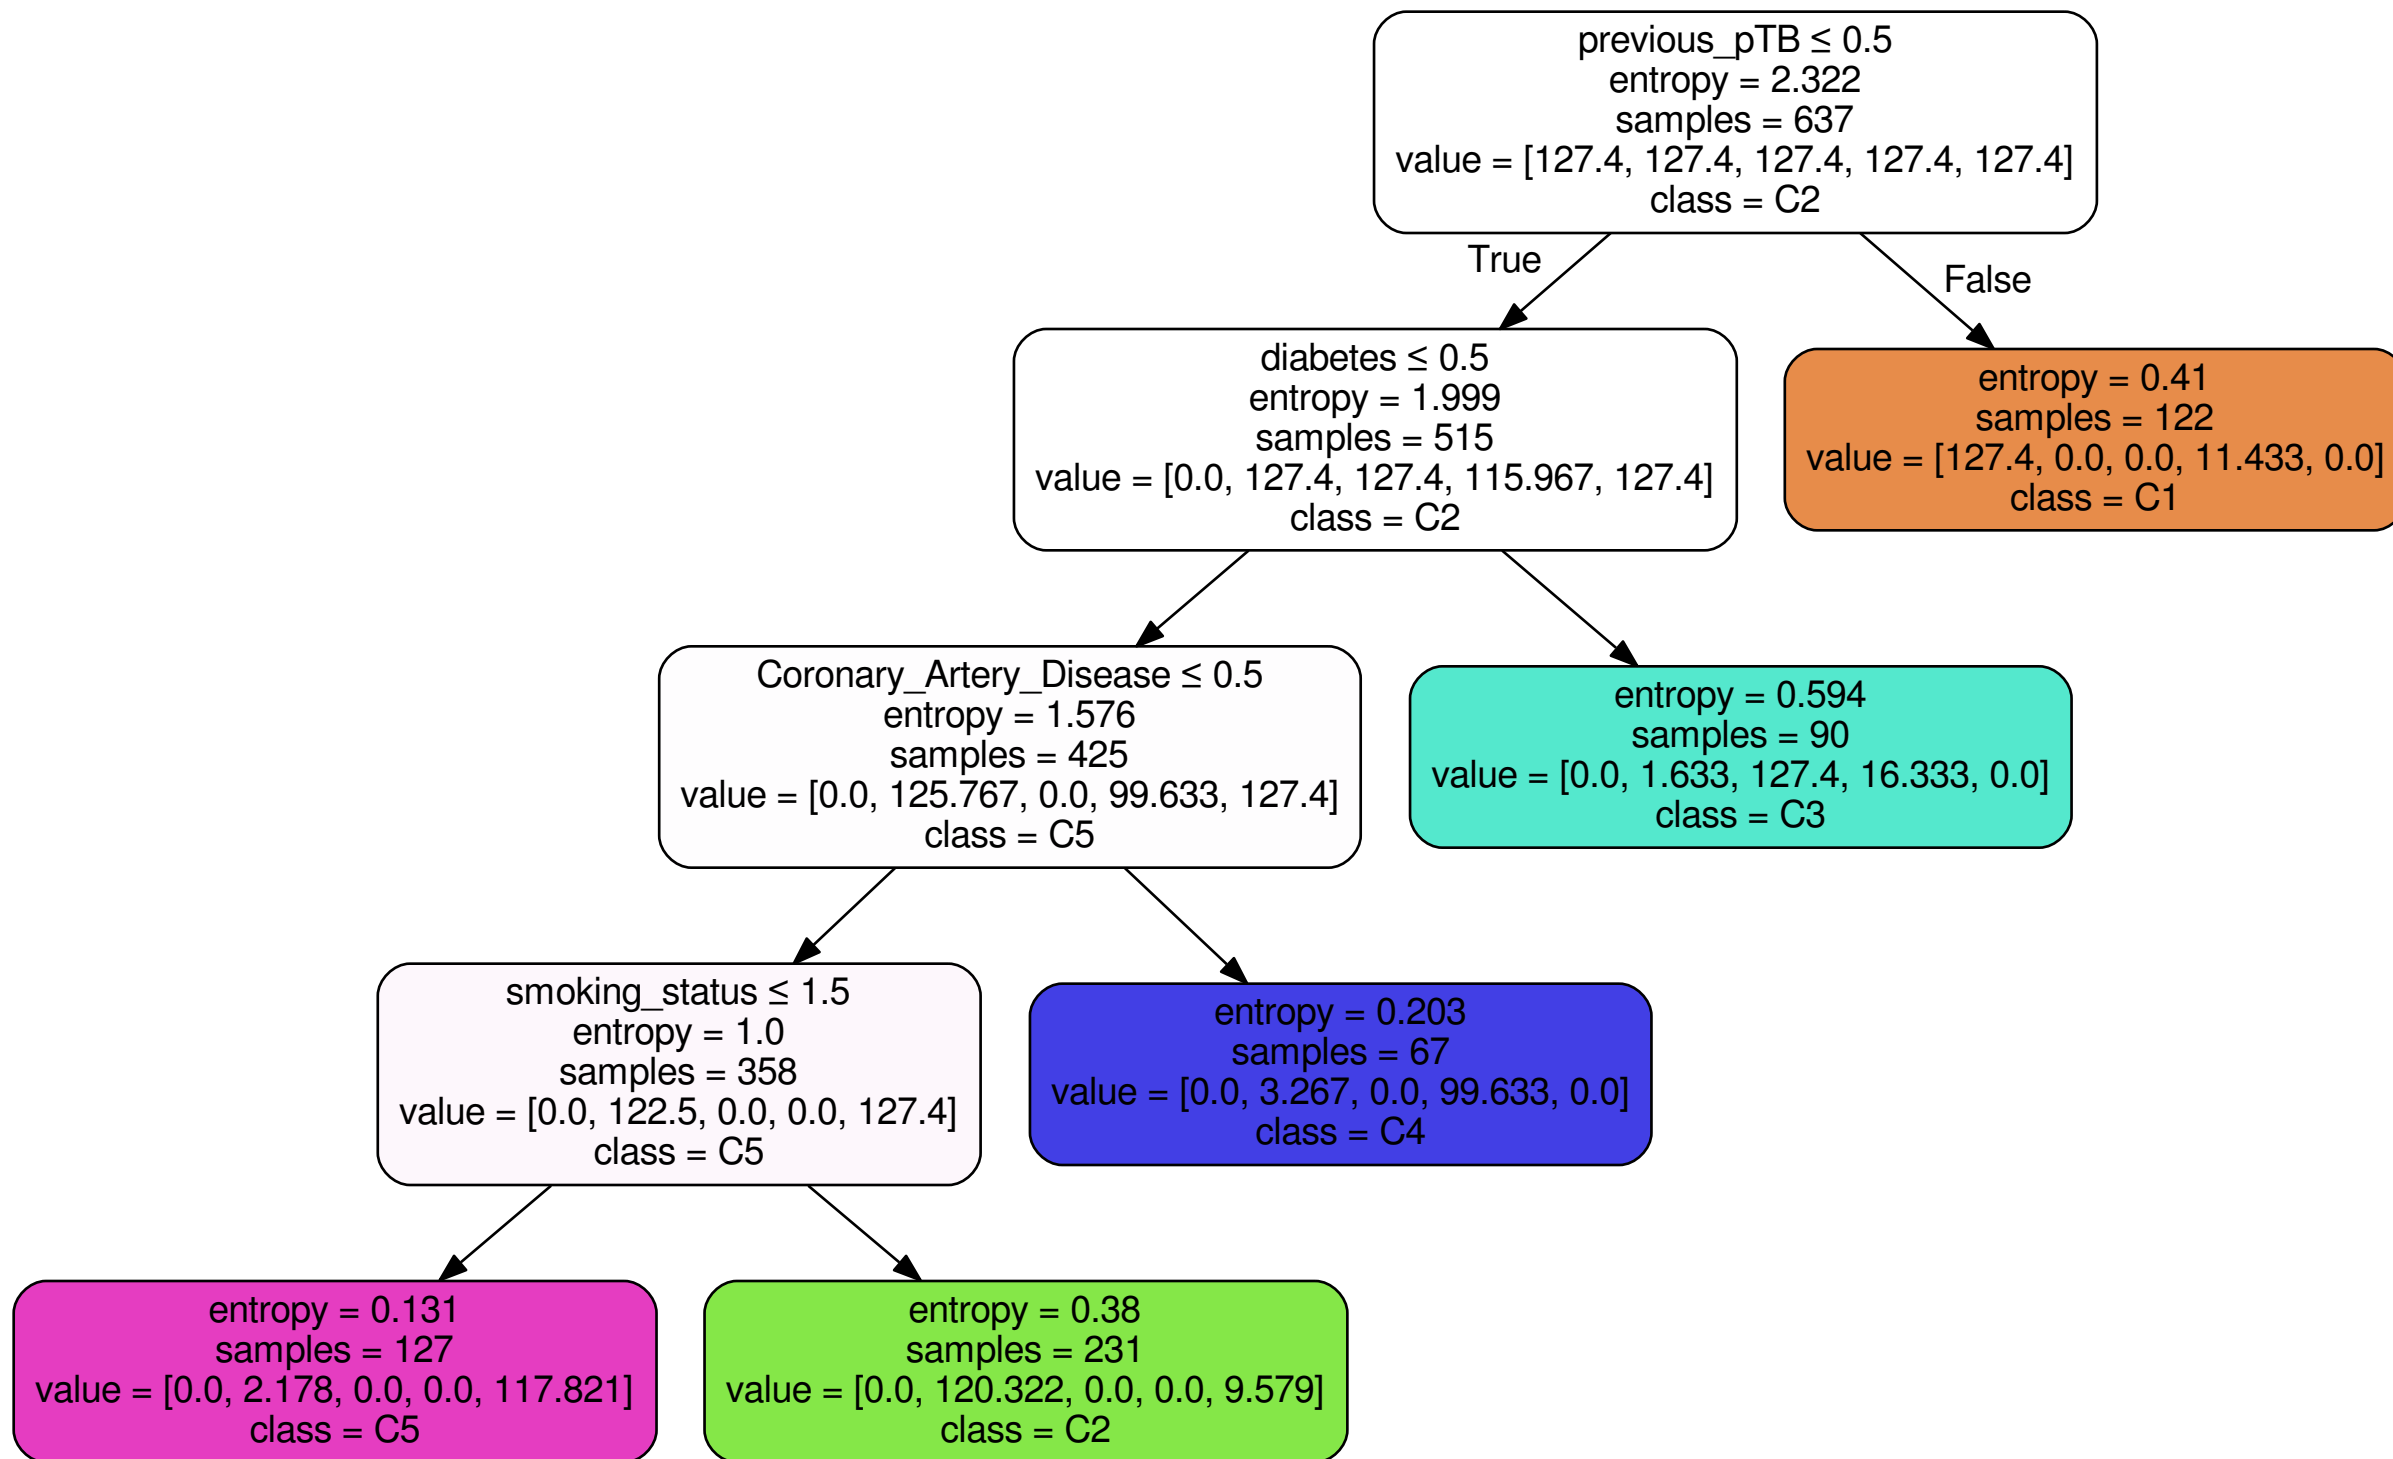 previous_pTB ≤ 0.5
entropy = 2.322
samples = 637
value = [127.4, 127.4, 127.4, 127.4, 127.4]
class = C2
True
False
diabetes ≤ 0.5
entropy = 1.999
samples = 515
value = [0.0, 127.4, 127.4, 115.967, 127.4]
class = C2
entropy = 0.41
samples = 122
value = [127.4, 0.0, 0.0, 11.433, 0.0]
class = C1
Coronary_Artery_Disease ≤ 0.5
entropy = 1.576
samples = 425
value = [0.0, 125.767, 0.0, 99.633, 127.4]
class = C5
entropy = 0.594
samples = 90
value = [0.0, 1.633, 127.4, 16.333, 0.0]
class = C3
smoking_status ≤ 1.5
entropy = 1.0
samples = 358
value = [0.0, 122.5, 0.0, 0.0, 127.4]
class = C5
entropy = 0.203
samples = 67
value = [0.0, 3.267, 0.0, 99.633, 0.0]
class = C4
entropy = 0.131
samples = 127
value = [0.0, 2.178, 0.0, 0.0, 117.821]
class = C5
entropy = 0.38
samples = 231
value = [0.0, 120.322, 0.0, 0.0, 9.579]
class = C2